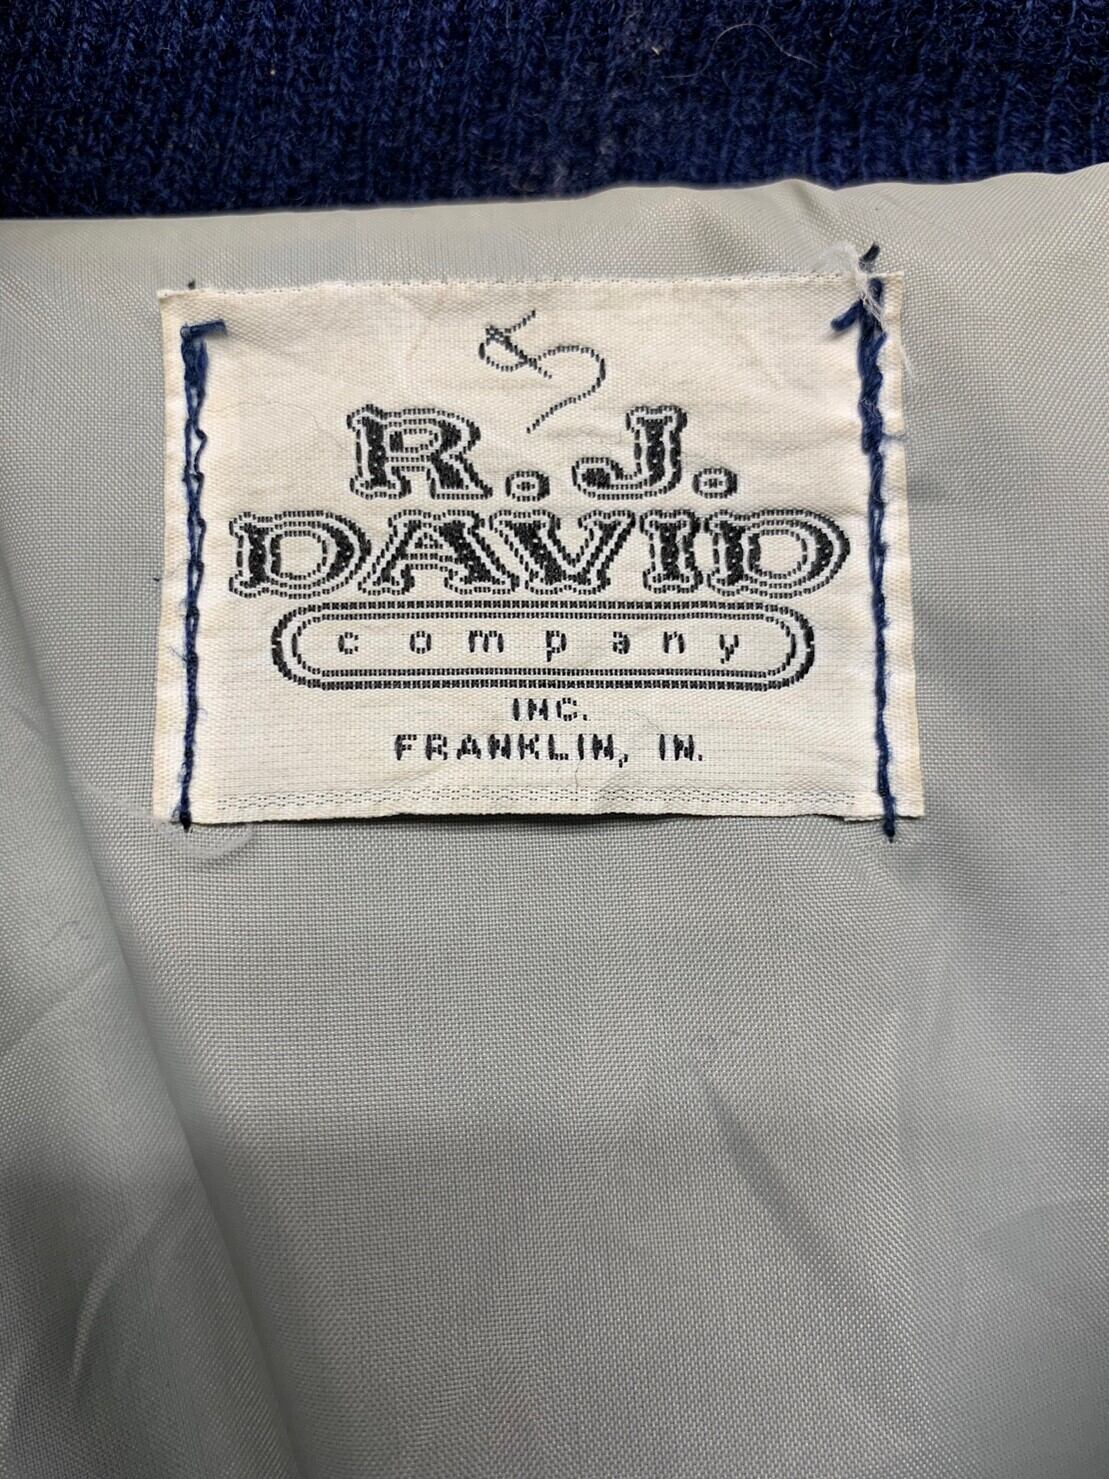 R. J.
DAVID
company
INC.
FRANKLIN, IN.